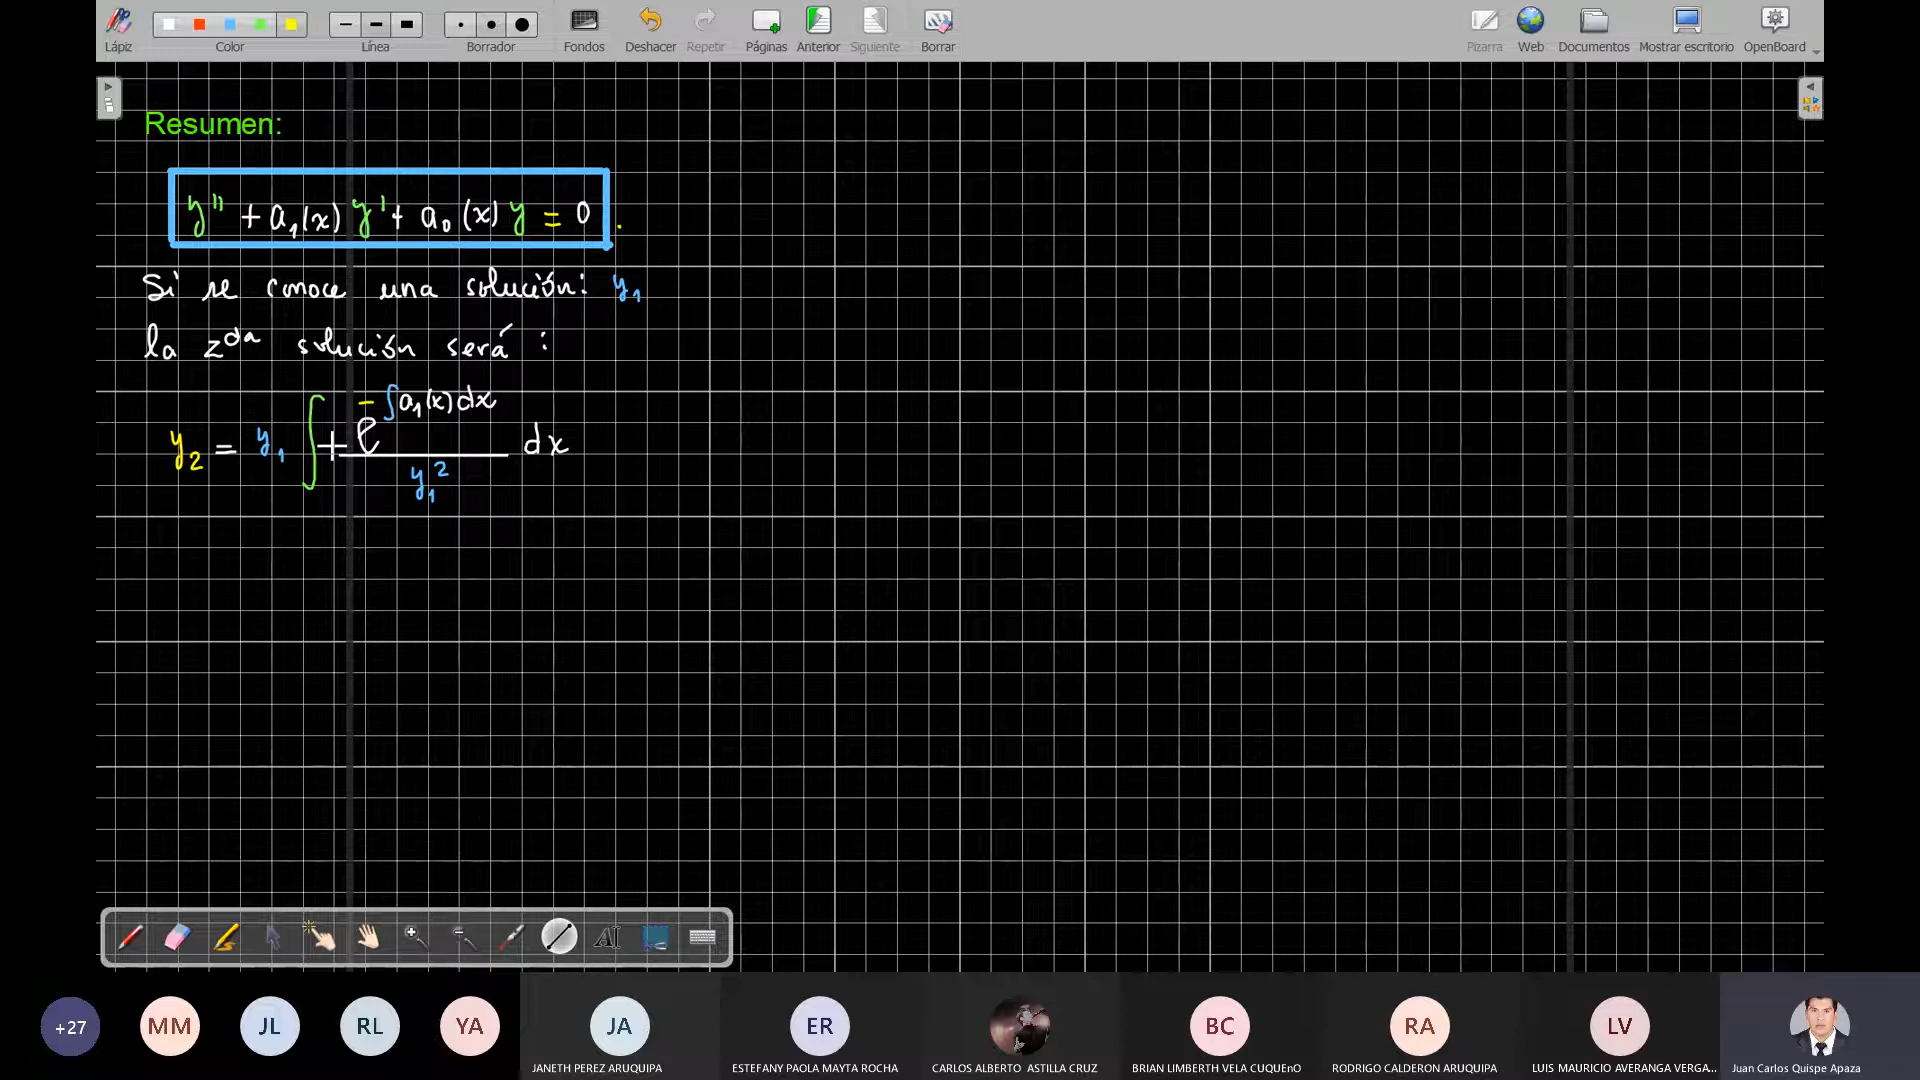 Lápiz Color Línea Borrador Fondos Deshacer Repetir Páginas Anterior Siguiente Borrar Pizarra Web Documentos Mostrar escritorio OpenBoard
Resumen:
y'' + a₁(x) y' + a₀(x) y = 0 .
Si se conoce una solución: y₁
la 2da solución será :
y₂ = y₁ ∫ + e^(-∫a₁(x)dx) / y₁² dx
AI
+27 MM JL RL YA JA ER BC RA LV
JANETH PEREZ ARUQUIPA ESTEFANY PAOLA MAYTA ROCHA CARLOS ALBERTO ASTILLA CRUZ BRIAN LIMBERTH VELA CUQUEnO RODRIGO CALDERON ARUQUIPA LUIS MAURICIO AVERANGA VERGA... Juan Carlos Quispe Apaza